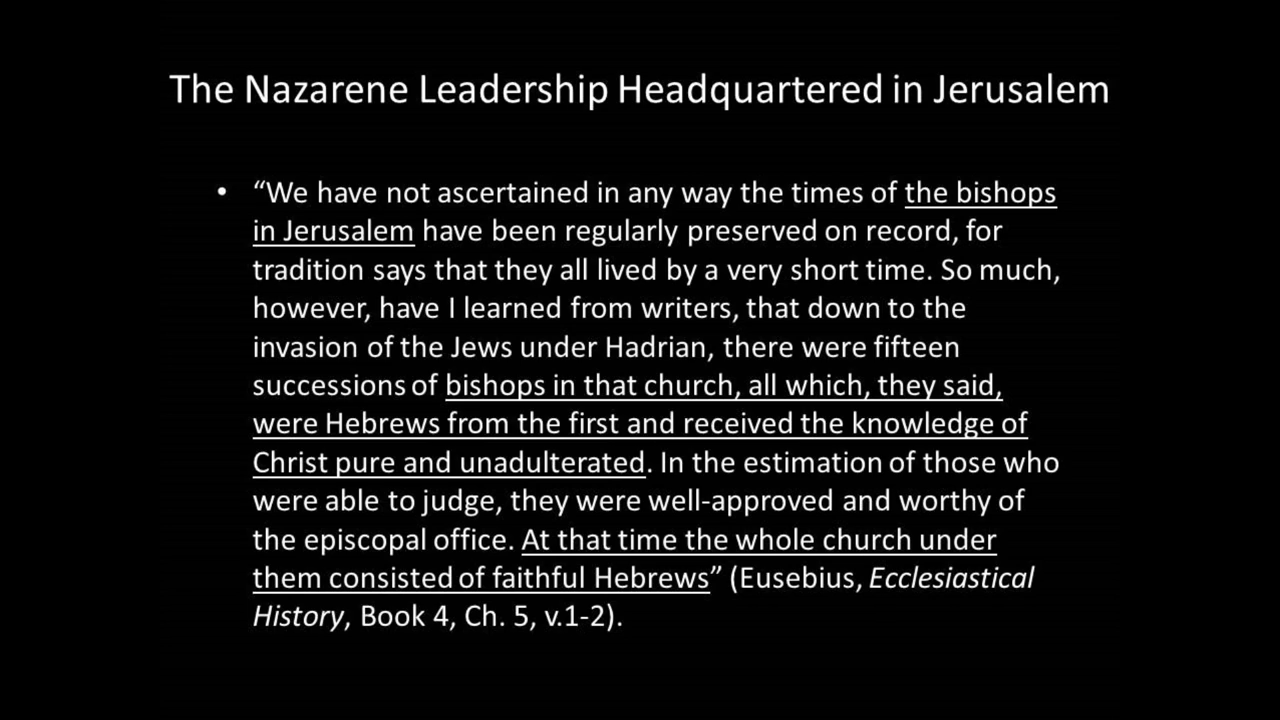 The Nazarene Leadership Headquartered in Jerusalem
• “We have not ascertained in any way the times of the bishops
in Jerusalem have been regularly preserved on record, for
tradition says that they all lived by a very short time. So much,
however, have I learned from writers, that down to the
invasion of the Jews under Hadrian, there were fifteen
successions of bishops in that church, all which, they said,
were Hebrews from the first and received the knowledge of
Christ pure and unadulterated. In the estimation of those who
were able to judge, they were well-approved and worthy of
the episcopal office. At that time the whole church under
them consisted of faithful Hebrews” (Eusebius, Ecclesiastical
History, Book 4, Ch. 5, v.1-2).